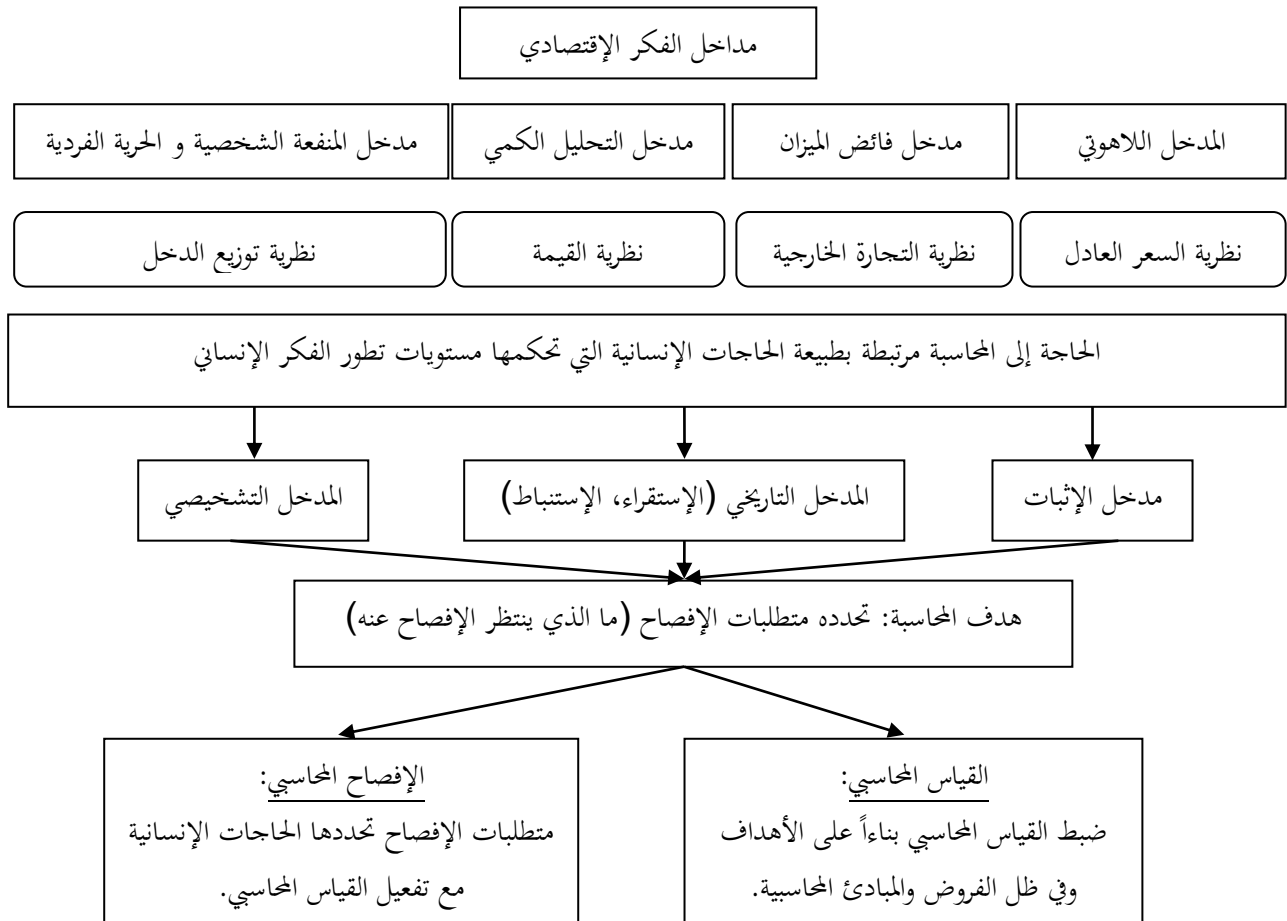 مداخل الفكر الإقتصادي
المدخل اللاهوتي
مدخل فائض الميزان
مدخل التحليل الكمي
مدخل المنفعة الشخصية و الحرية الفردية
نظرية السعر العادل
نظرية التجارة الخارجية
نظرية القيمة
نظرية توزيع الدخل
الحاجة إلى المحاسبة مرتبطة بطبيعة الحاجات الإنسانية التي تحكمها مستويات تطور الفكر الإنساني
مدخل الإثبات
المدخل التاريخي (الإستقراء، الإستنباط)
المدخل التشخيصي
هدف المحاسبة: تحدده متطلبات الإفصاح (ما الذي ينتظر الإفصاح عنه)
القياس المحاسبي:
ضبط القياس المحاسبي بناءاً على الأهداف
وفي ظل الفروض والمبادئ المحاسبية.
الإفصاح المحاسبي:
متطلبات الإفصاح تحددها الحاجات الإنسانية
مع تفعيل القياس المحاسبي.